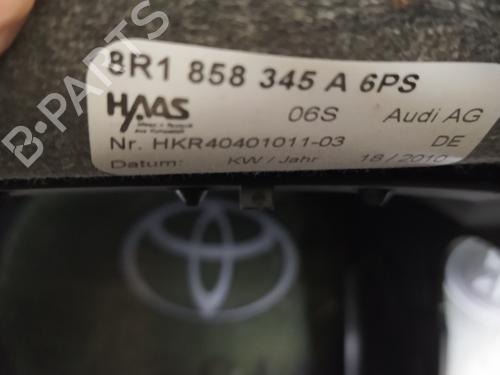 B-PARTS
8R1 858 345 A 6PS
HAAS 06S Audi AG
Nr. HKR40401011-03 DE
Datum: KW / Jahr 18 / 2010